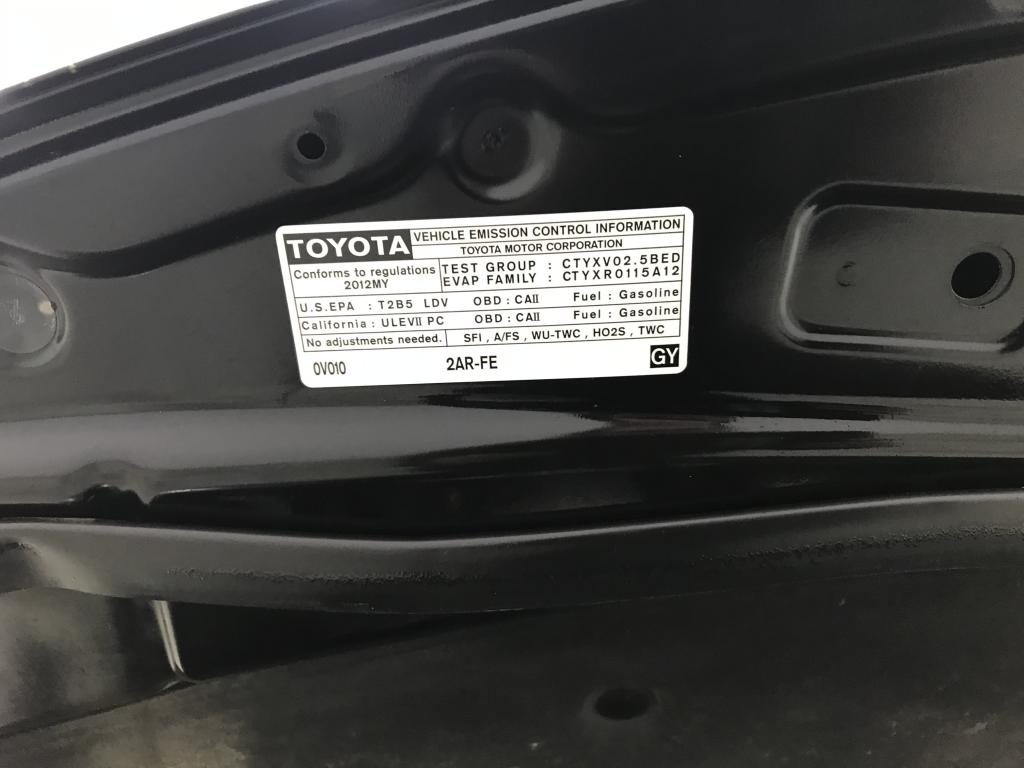 TOYOTA
VEHICLE EMISSION CONTROL INFORMATION
TOYOTA MOTOR CORPORATION
Conforms to regulations
2012MY
TEST GROUP : CTYXV02.5BED
EVAP FAMILY : CTYXR0115A12
U.S.EPA : T2B5 LDV OBD : CAII Fuel : Gasoline
California : ULEVII PC OBD : CAII Fuel : Gasoline
No adjustments needed. SFI , A/FS , WU-TWC , HO2S , TWC
0V010 2AR-FE GY